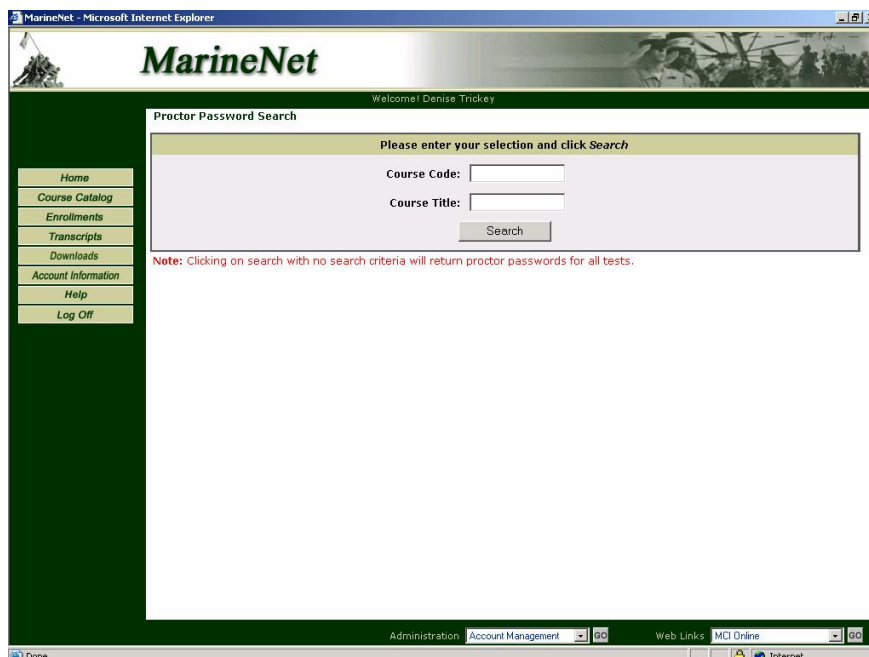 MarineNet - Microsoft Internet Explorer
MarineNet
Welcome! Denise Trickey
Proctor Password Search
Please enter your selection and click Search
Course Code:
Course Title:
Search
Note: Clicking on search with no search criteria will return proctor passwords for all tests.
Home
Course Catalog
Enrollments
Transcripts
Downloads
Account Information
Help
Log Off
Administration Account Management GO Web Links MCI Online GO
Done Internet